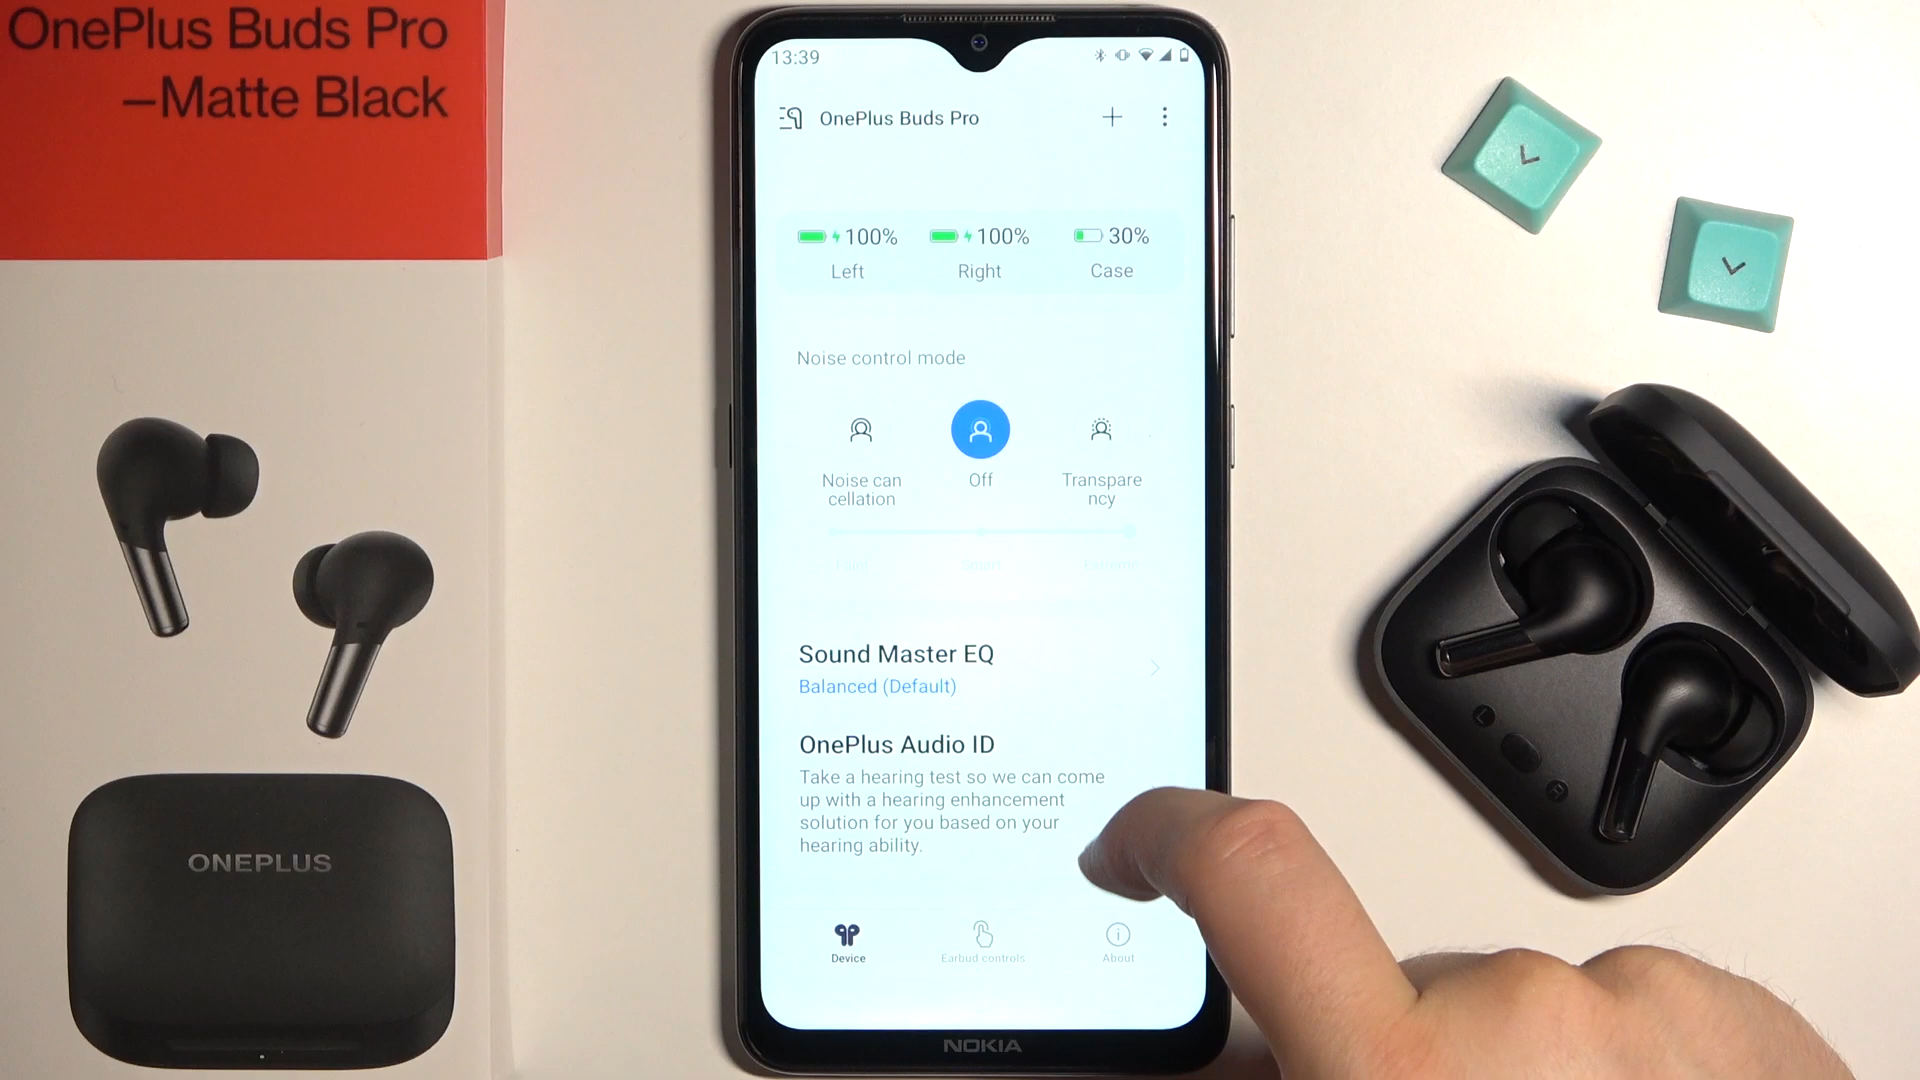 OnePlus Buds Pro
–Matte Black
ONEPLUS
13:39
OnePlus Buds Pro
100% 100% 30%
Left Right Case
Noise control mode
Noise can
cellation
Off
Transpare
ncy
Faint Smart Extreme
Sound Master EQ
Balanced (Default)
OnePlus Audio ID
Take a hearing test so we can come
up with a hearing enhancement
solution for you based on your
hearing ability.
Device Earbud controls About
NOKIA
L
R